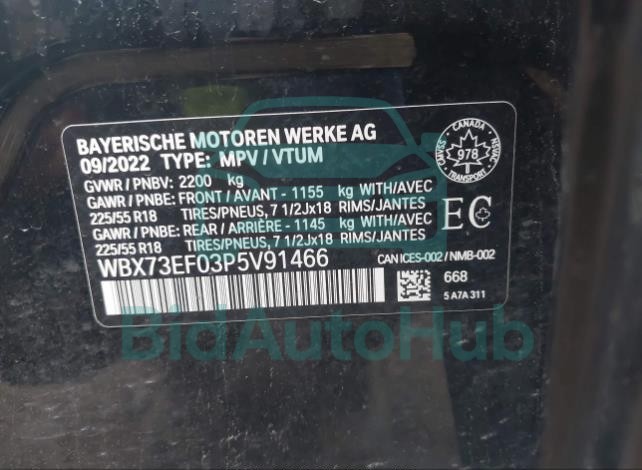 BAYERISCHE MOTOREN WERKE AG
09/2022 TYPE: MPV / VTUM
GVWR / PNBV: 2200 kg
GAWR / PNBE: FRONT / AVANT - 1155 kg WITH/AVEC
225/55 R18 TIRES/PNEUS, 7 1/2Jx18 RIMS/JANTES
GAWR / PNBE: REAR / ARRIÈRE - 1145 kg WITH/AVEC
225/55 R18 TIRES/PNEUS, 7 1/2Jx18 RIMS/JANTES
WBX73EF03P5V91466
CANADA
CMVSS
978
NSVAC
TRANSPORT
EC
CAN ICES-002 / NMB-002
668
5 A7A 311
BidAutoHub